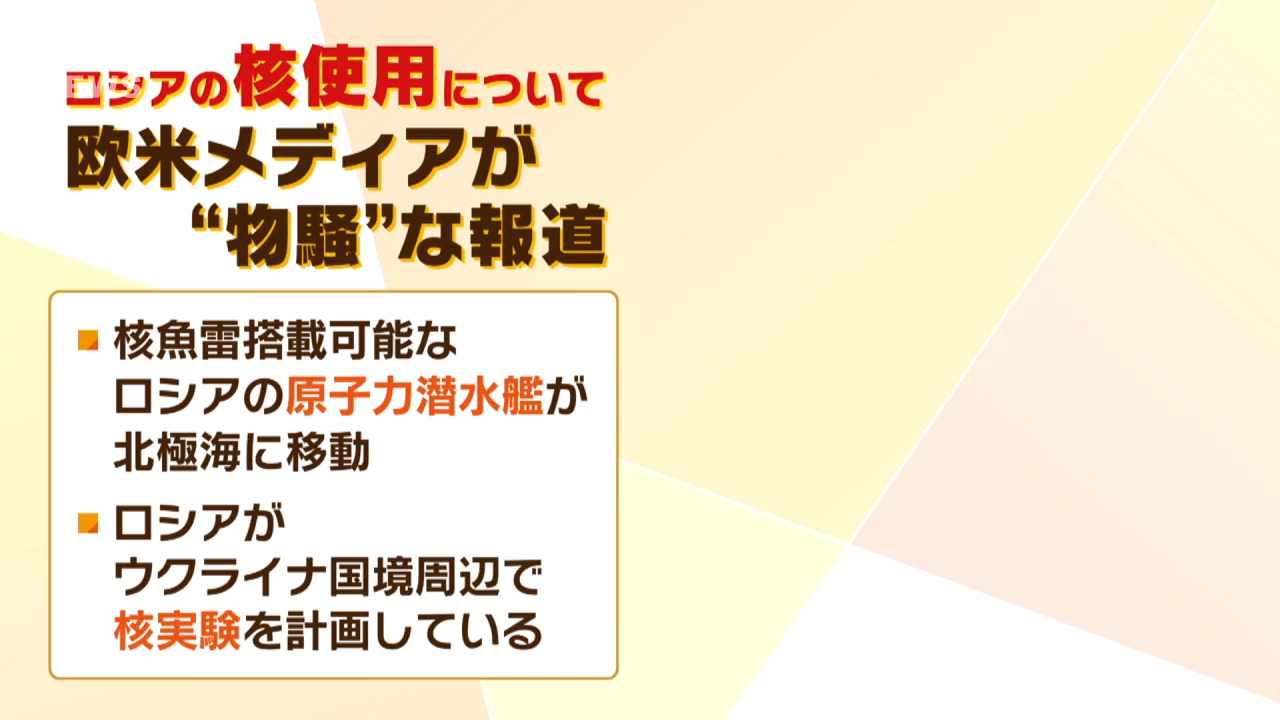 ロシアの核使用について
欧米メディアが
“物騒”な報道
核魚雷搭載可能な
ロシアの原子力潜水艦が
北極海に移動
ロシアが
ウクライナ国境周辺で
核実験を計画している